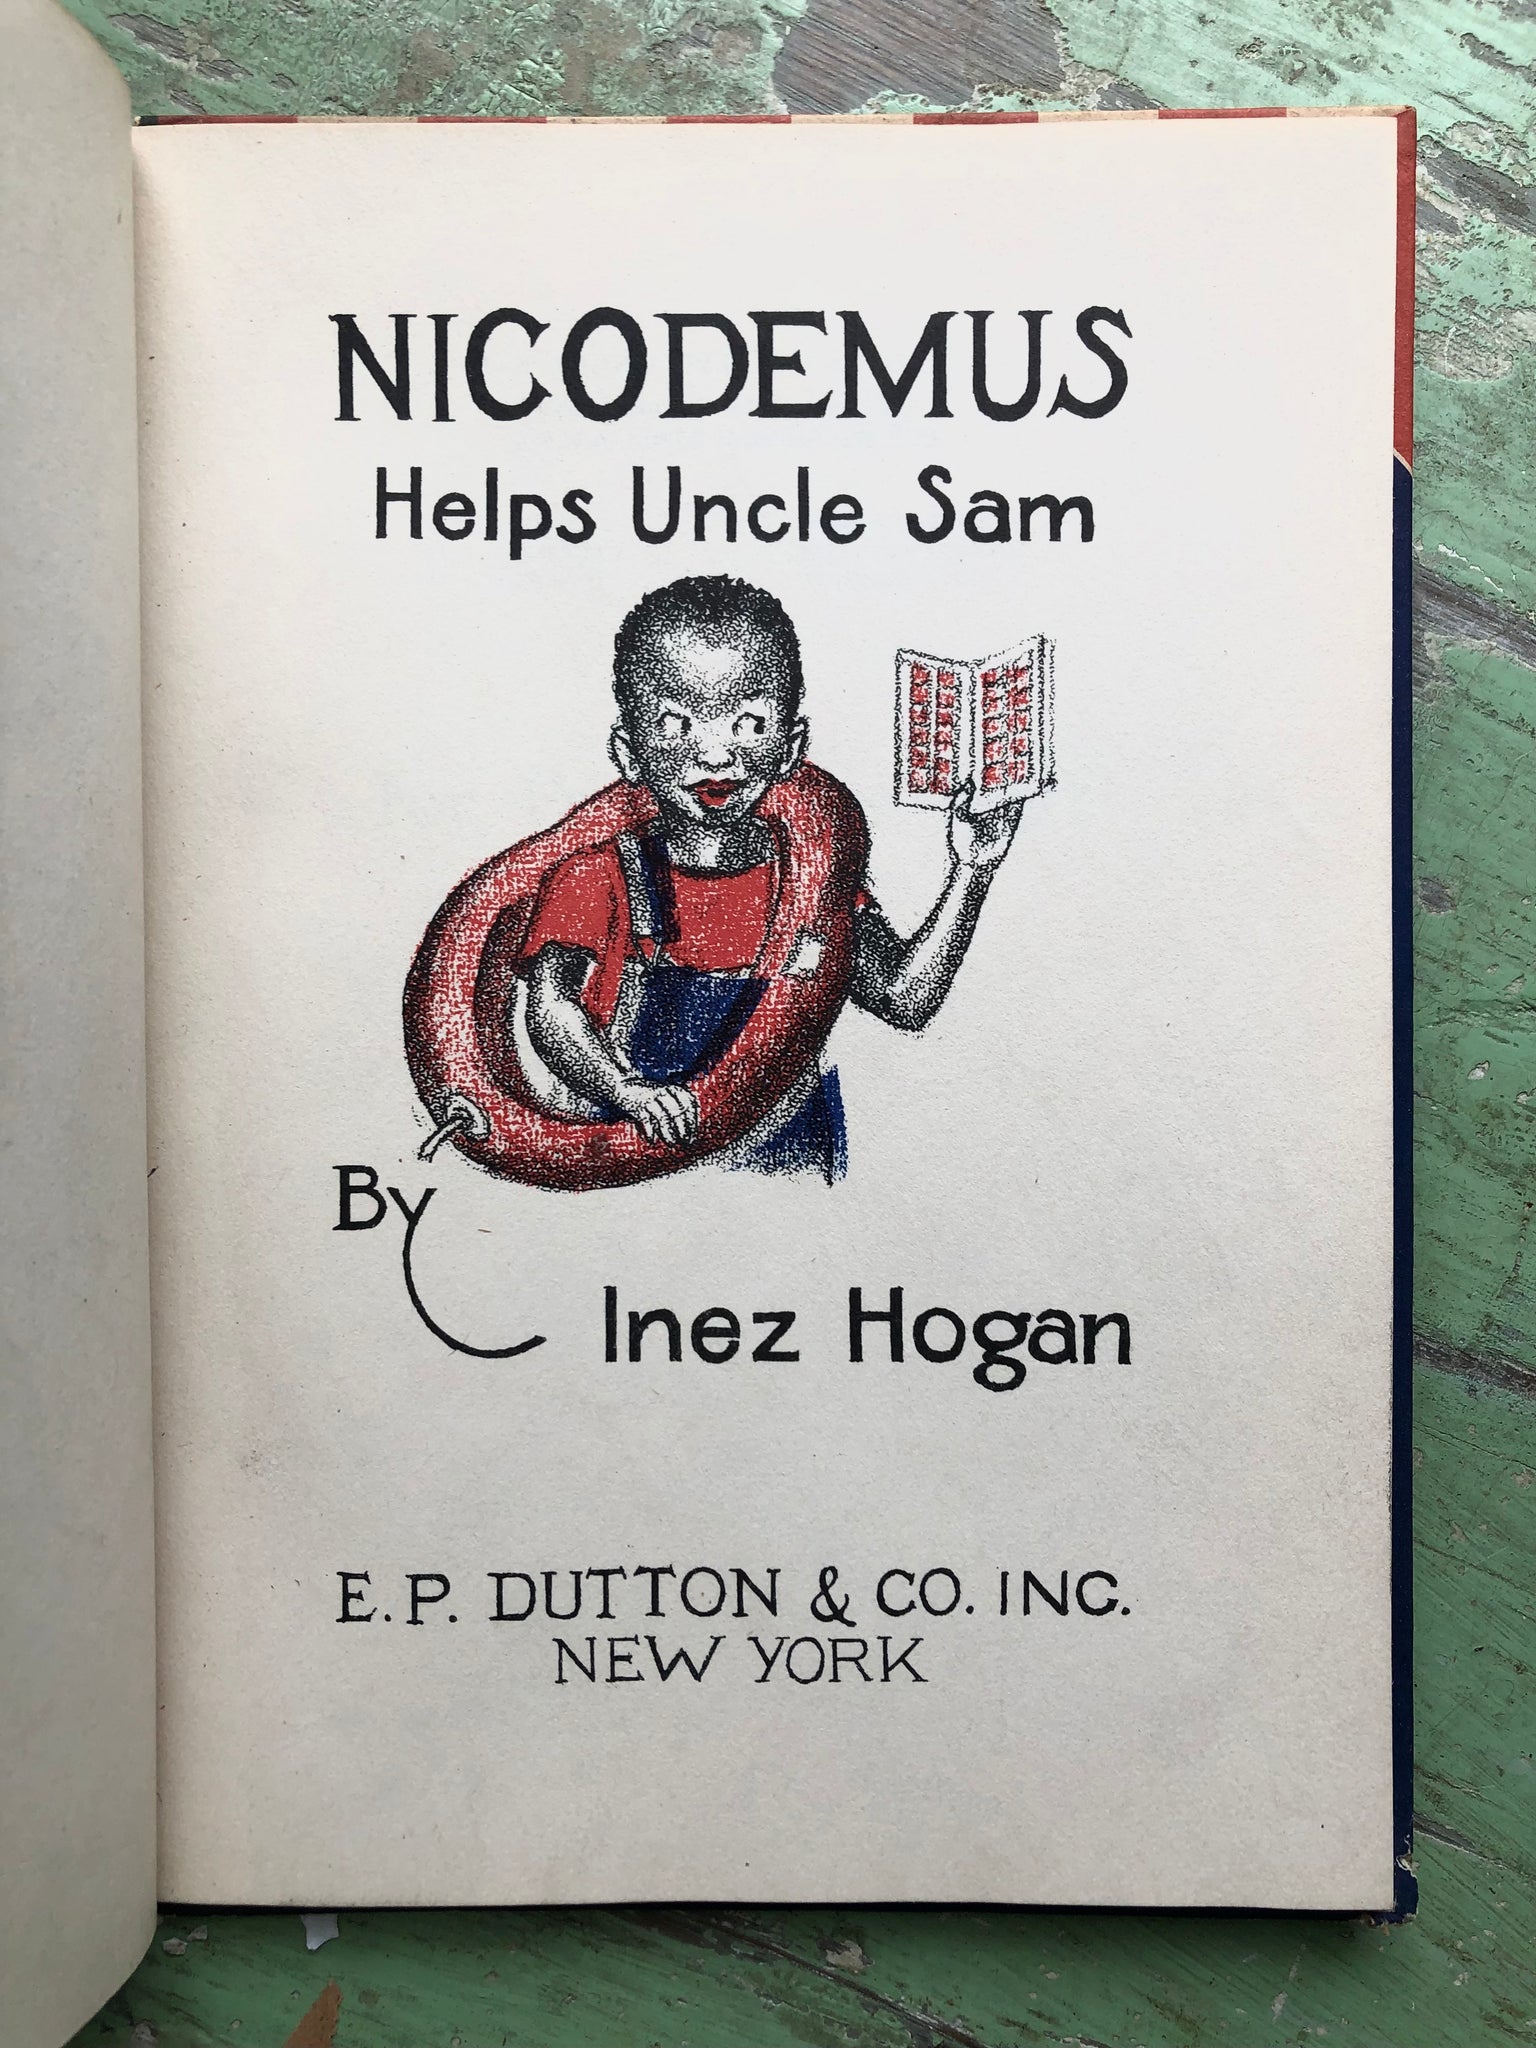 NICODEMUS
Helps Uncle Sam
By
Inez Hogan
E. P. DUTTON & CO. INC.
NEW YORK